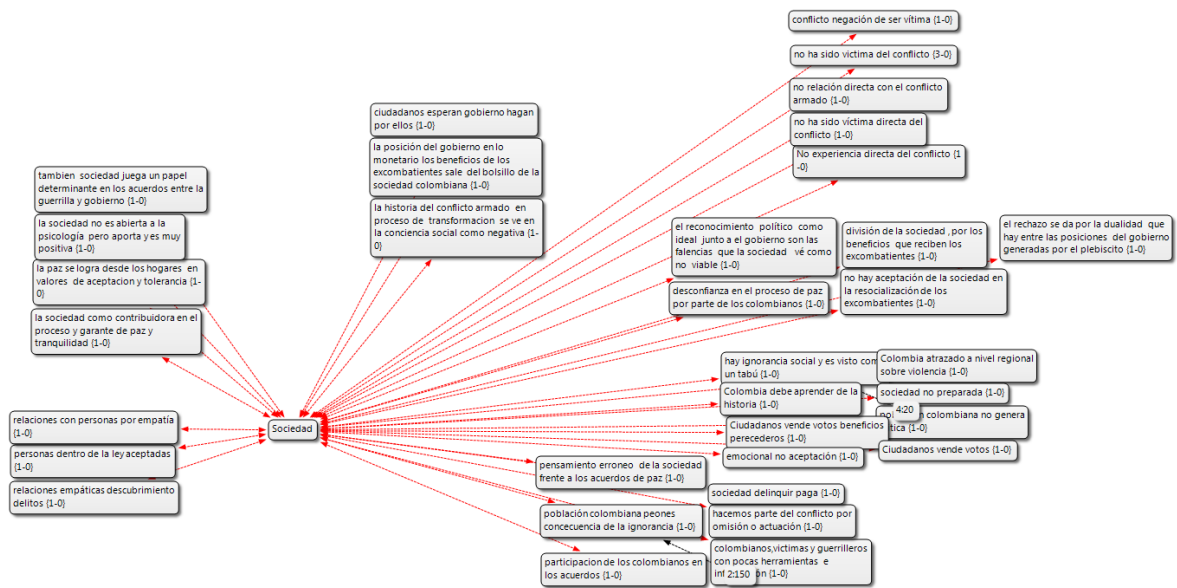 conflicto negación de ser vítima {1-0}
no ha sido victima del conflicto {3-0}
no relación directa con el conflicto
armado {1-0}
no ha sido víctima directa del
conflicto {1-0}
No experiencia directa del conflicto {1
-0}
ciudadanos esperan gobierno hagan
por ellos {1-0}
la posición del gobierno en lo
monetario los beneficios de los
excombatientes sale del bolsillo de la
sociedad colombiana {1-0}
la historia del conflicto armado en
proceso de transformacion se ve en
la conciencia social como negativa {1-
0}
tambien sociedad juega un papel
determinante en los acuerdos entre la
guerrilla y gobierno {1-0}
la sociedad no es abierta a la
psicología pero aporta y es muy
positiva {1-0}
la paz se logra desde los hogares en
valores de aceptacion y tolerancia {1-
0}
la sociedad como contribuidora en el
proceso y garante de paz y
tranquilidad {1-0}
el reconocimiento político como
ideal junto a el gobierno son las
falencias que la sociedad vé como
no viable {1-0}
desconfianza en el proceso de paz
por parte de los colombianos {1-0}
división de la sociedad , por los
beneficios que reciben los
excombatientes {1-0}
no hay aceptación de la sociedad en
la resocialización de los
excombatientes {1-0}
el rechazo se da por la dualidad que
hay entre las posiciones del gobierno
generadas por el plebiscito {1-0}
hay ignorancia social y es visto com
un tabú {1-0}
Colombia debe aprender de la
historia {1-0}
Ciudadanos vende votos beneficios
perecederos {1-0}
emocional no aceptación {1-0}
Colombia atrazado a nivel regional
sobre violencia {1-0}
sociedad no preparada {1-0}
4:20
colombiana no genera
{1-0}
Ciudadanos vende votos {1-0}
Sociedad
relaciones con personas por empatía
{1-0}
personas dentro de la ley aceptadas
{1-0}
relaciones empáticas descubrimiento
delitos {1-0}
pensamiento erroneo de la sociedad
frente a los acuerdos de paz {1-0}
población colombiana peones
concecuencia de la ignorancia {1-0}
participacion de los colombianos en
los acuerdos {1-0}
sociedad delinquir paga {1-0}
hacemos parte del conflicto por
omisión o actuación {1-0}
colombianos,victimas y guerrilleros
con pocas herramientas e
2:150 {1-0}